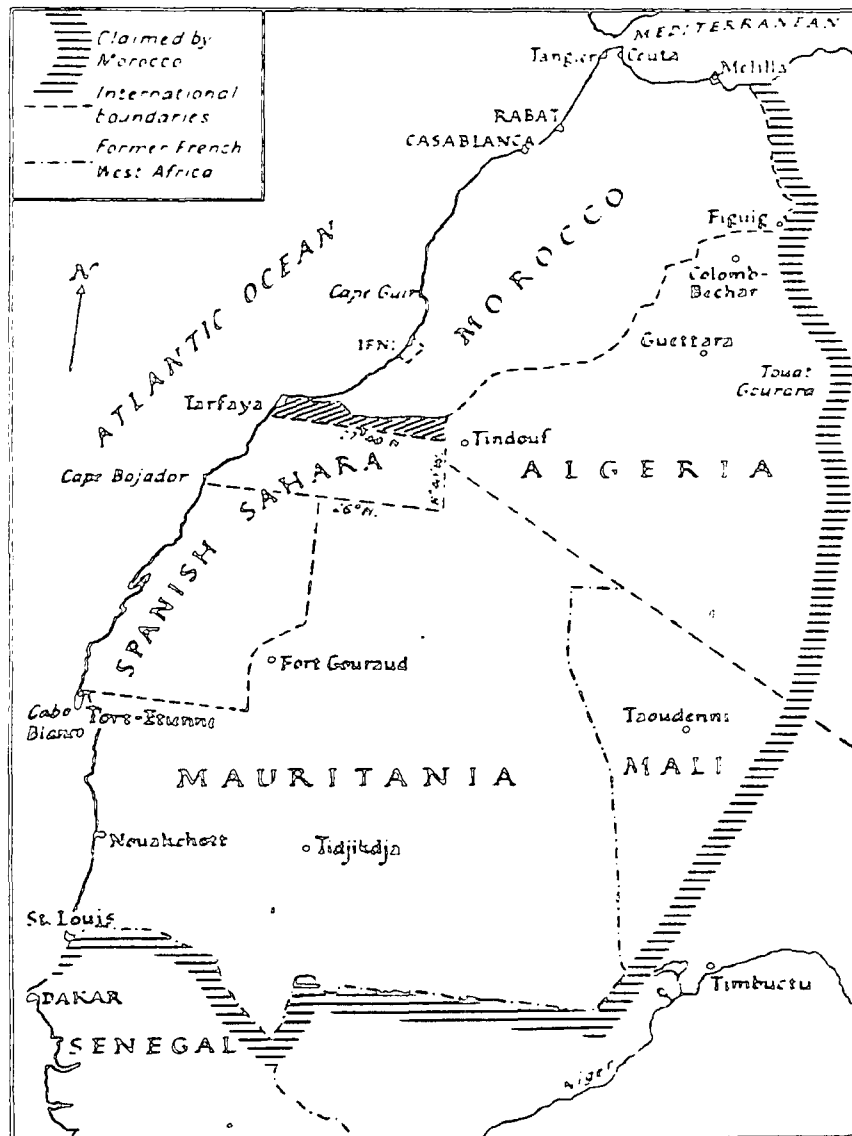 Claimed by
Morocco
International
boundaries
Former French
West Africa
MEDITERRANEAN
Tangier
Ceuta
Melilla
RABAT
CASABLANCA
MOROCCO
Figuig
Colomb-
Bechar
N
ATLANTIC OCEAN
Cape Guir
IFNI
Guettara
Touat
Gourara
Tarfaya
Tindouf
ALGERIA
Cape Bojador
SPANISH SAHARA
Fort Gouraud
Cabo
Blanco
Port-Etienne
Taoudenni
MALI
MAURITANIA
Nouakchott
Tidjikdja
St. Louis
Timbuctu
DAKAR
SENEGAL
Niger